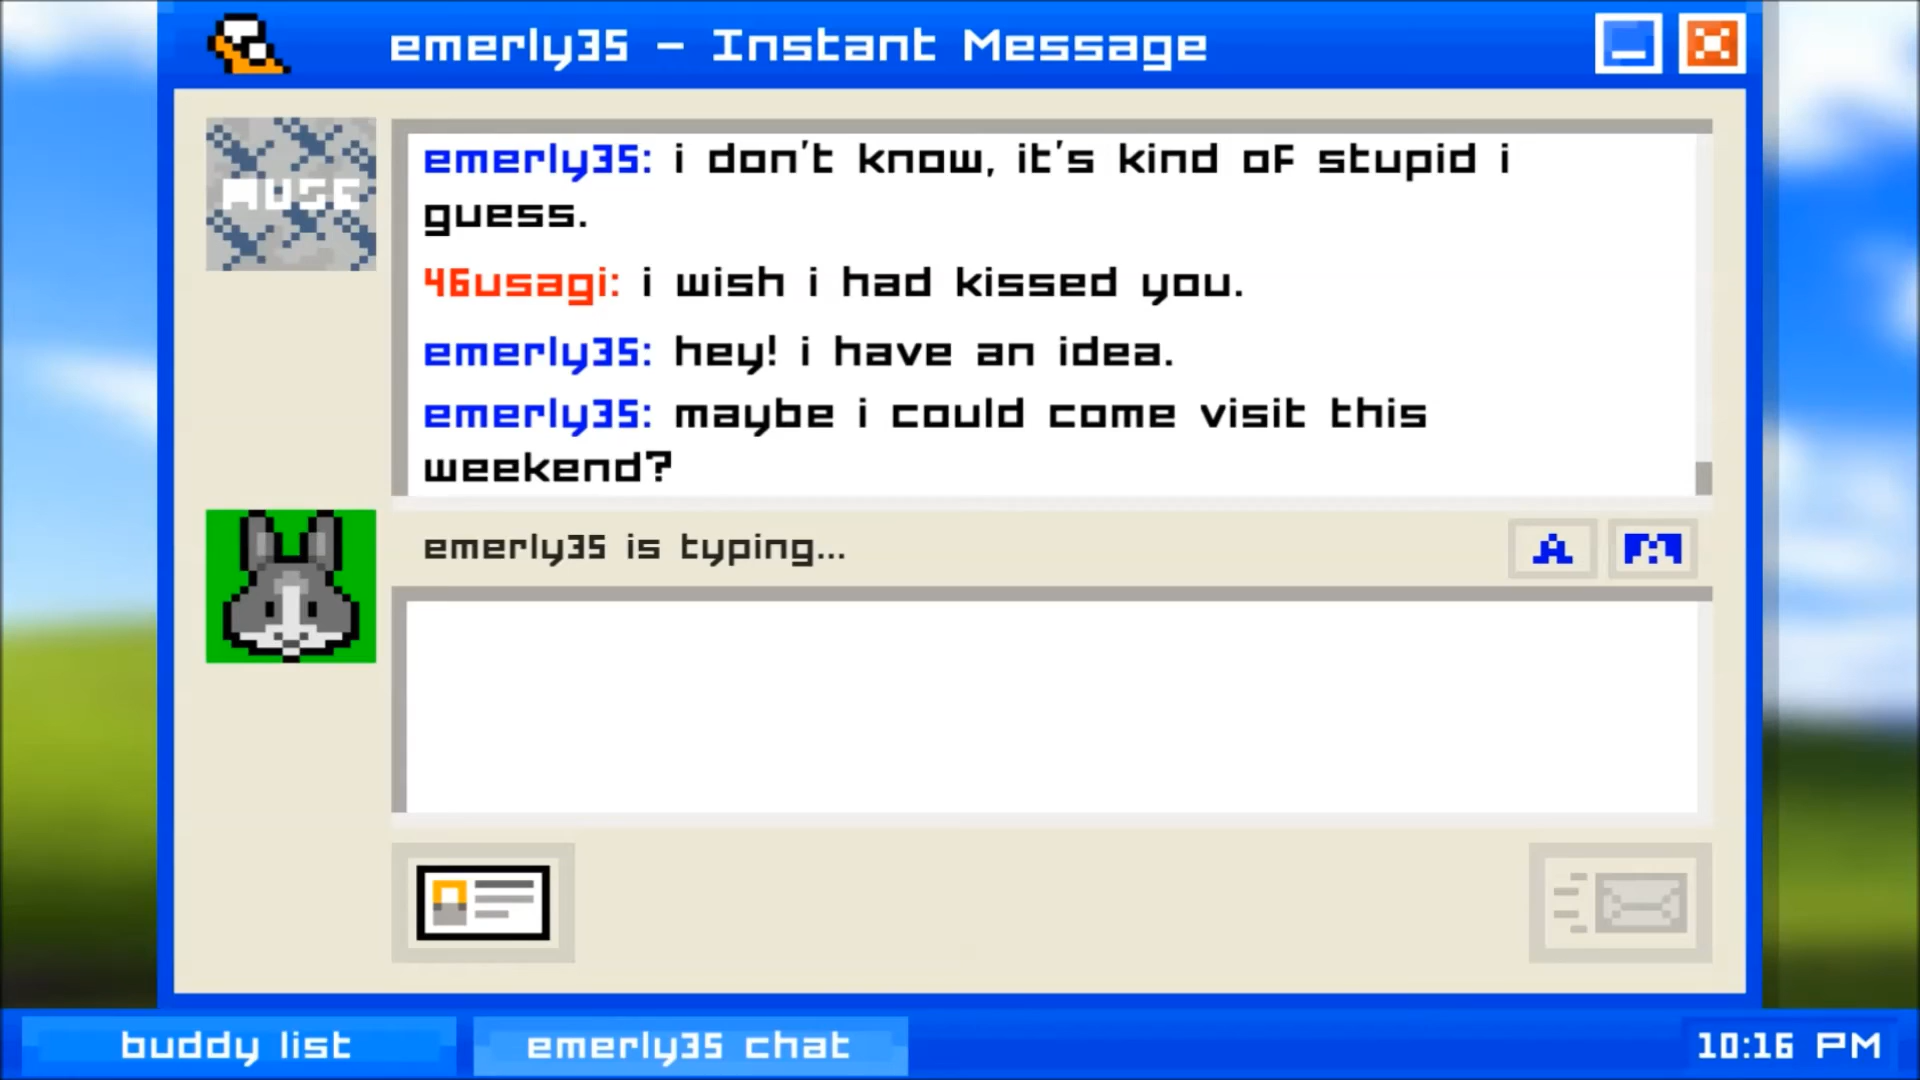 emerly35 - Instant Message
MUSE
emerly35: i don't know, it's kind of stupid i
guess.
46usagi: i wish i had kissed you.
emerly35: hey! i have an idea.
emerly35: maybe i could come visit this
weekend?
emerly35 is typing...
A
buddy list
emerly35 chat
10:16 PM